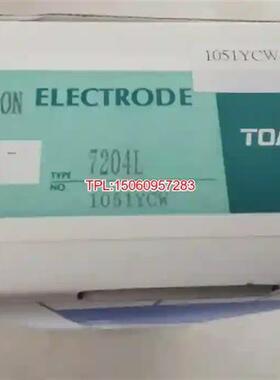 1051YCW
ON ELECTRODE
TOA
-
TYPE 7204L
TPL:15060957283
NO. 1051YCW